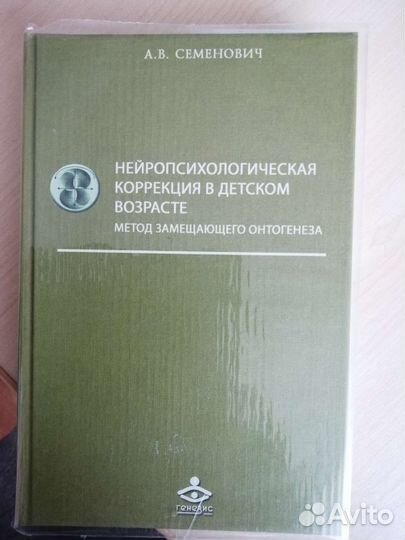 А.В. СЕМЕНОВИЧ
НЕЙРОПСИХОЛОГИЧЕСКАЯ
КОРРЕКЦИЯ В ДЕТСКОМ
ВОЗРАСТЕ
МЕТОД ЗАМЕЩАЮЩЕГО ОНТОГЕНЕЗА
генезис
Avito